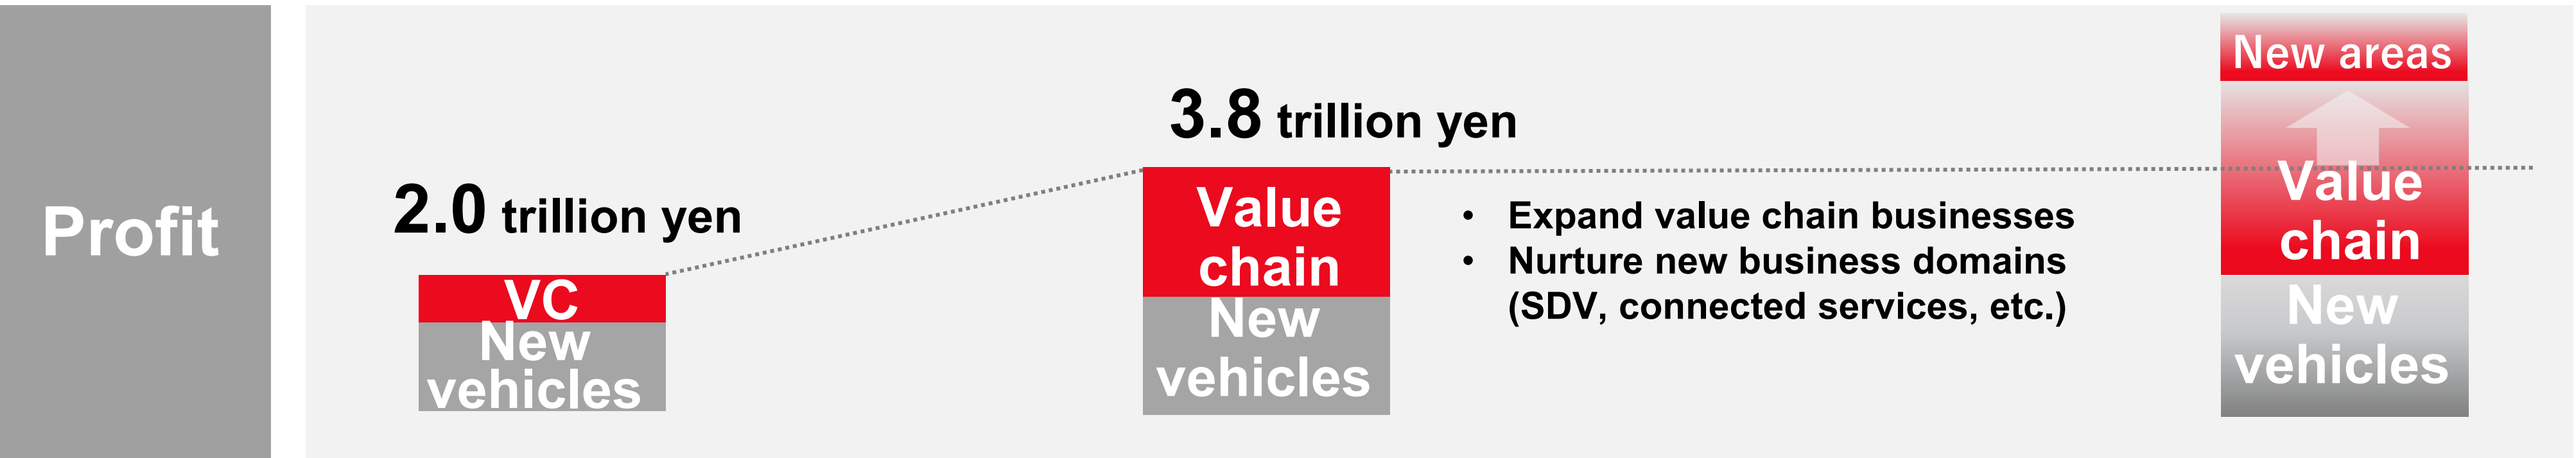 Profit
2.0 trillion yen
VC
New
vehicles
3.8 trillion yen
Value
chain
New
vehicles
• Expand value chain businesses
• Nurture new business domains
(SDV, connected services, etc.)
New areas
Value
chain
New
vehicles